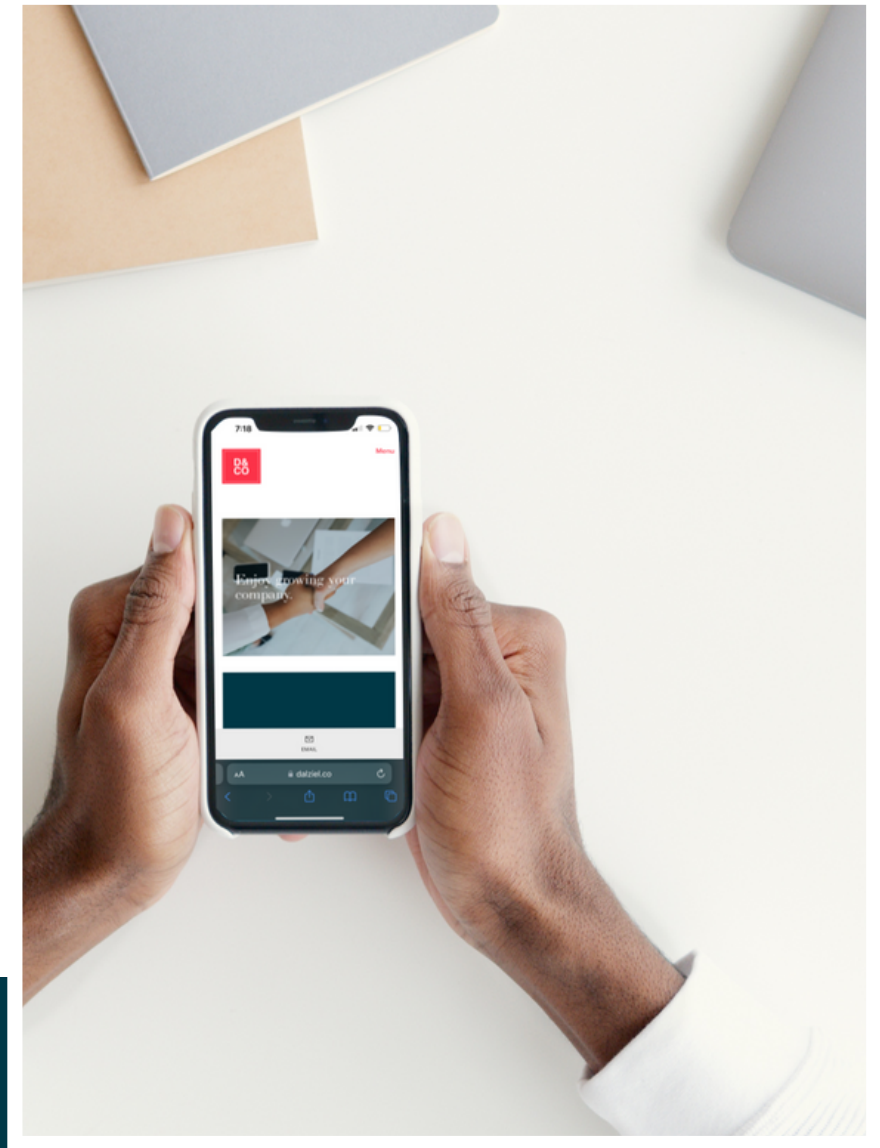 7:18
D&
CO
Menu
Enjoy growing your
company.
EMAIL
AA
dalziel.co